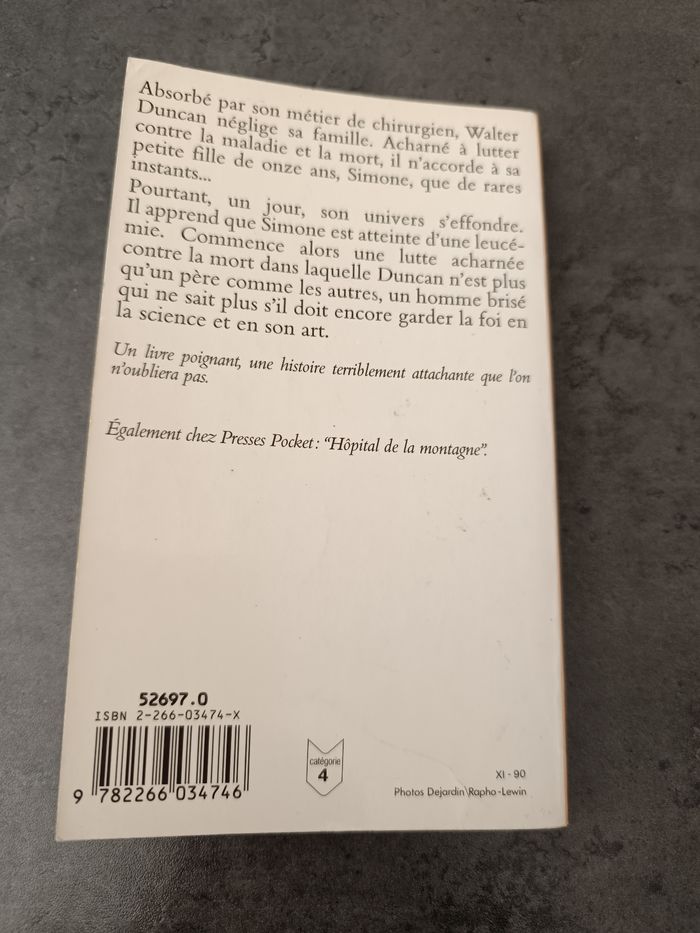 Absorbé par son métier de chirurgien, Walter
Duncan néglige sa famille. Acharné à lutter
contre la maladie et la mort, il n'accorde à sa
petite fille de onze ans, Simone, que de rares
instants...
Pourtant, un jour, son univers s'effondre.
Il apprend que Simone est atteinte d'une leucé-
mie. Commence alors une lutte acharnée
contre la mort dans laquelle Duncan n'est plus
qu'un père comme les autres, un homme brisé
qui ne sait plus s'il doit encore garder la foi en
la science et en son art.
Un livre poignant, une histoire terriblement attachante que l'on
n'oubliera pas.
Également chez Presses Pocket : “Hôpital de la montagne”.
52697.0
ISBN 2-266-03474-X
9 782266 034746
catégorie
4
XI - 90
Photos Dejardin\Rapho-Lewin